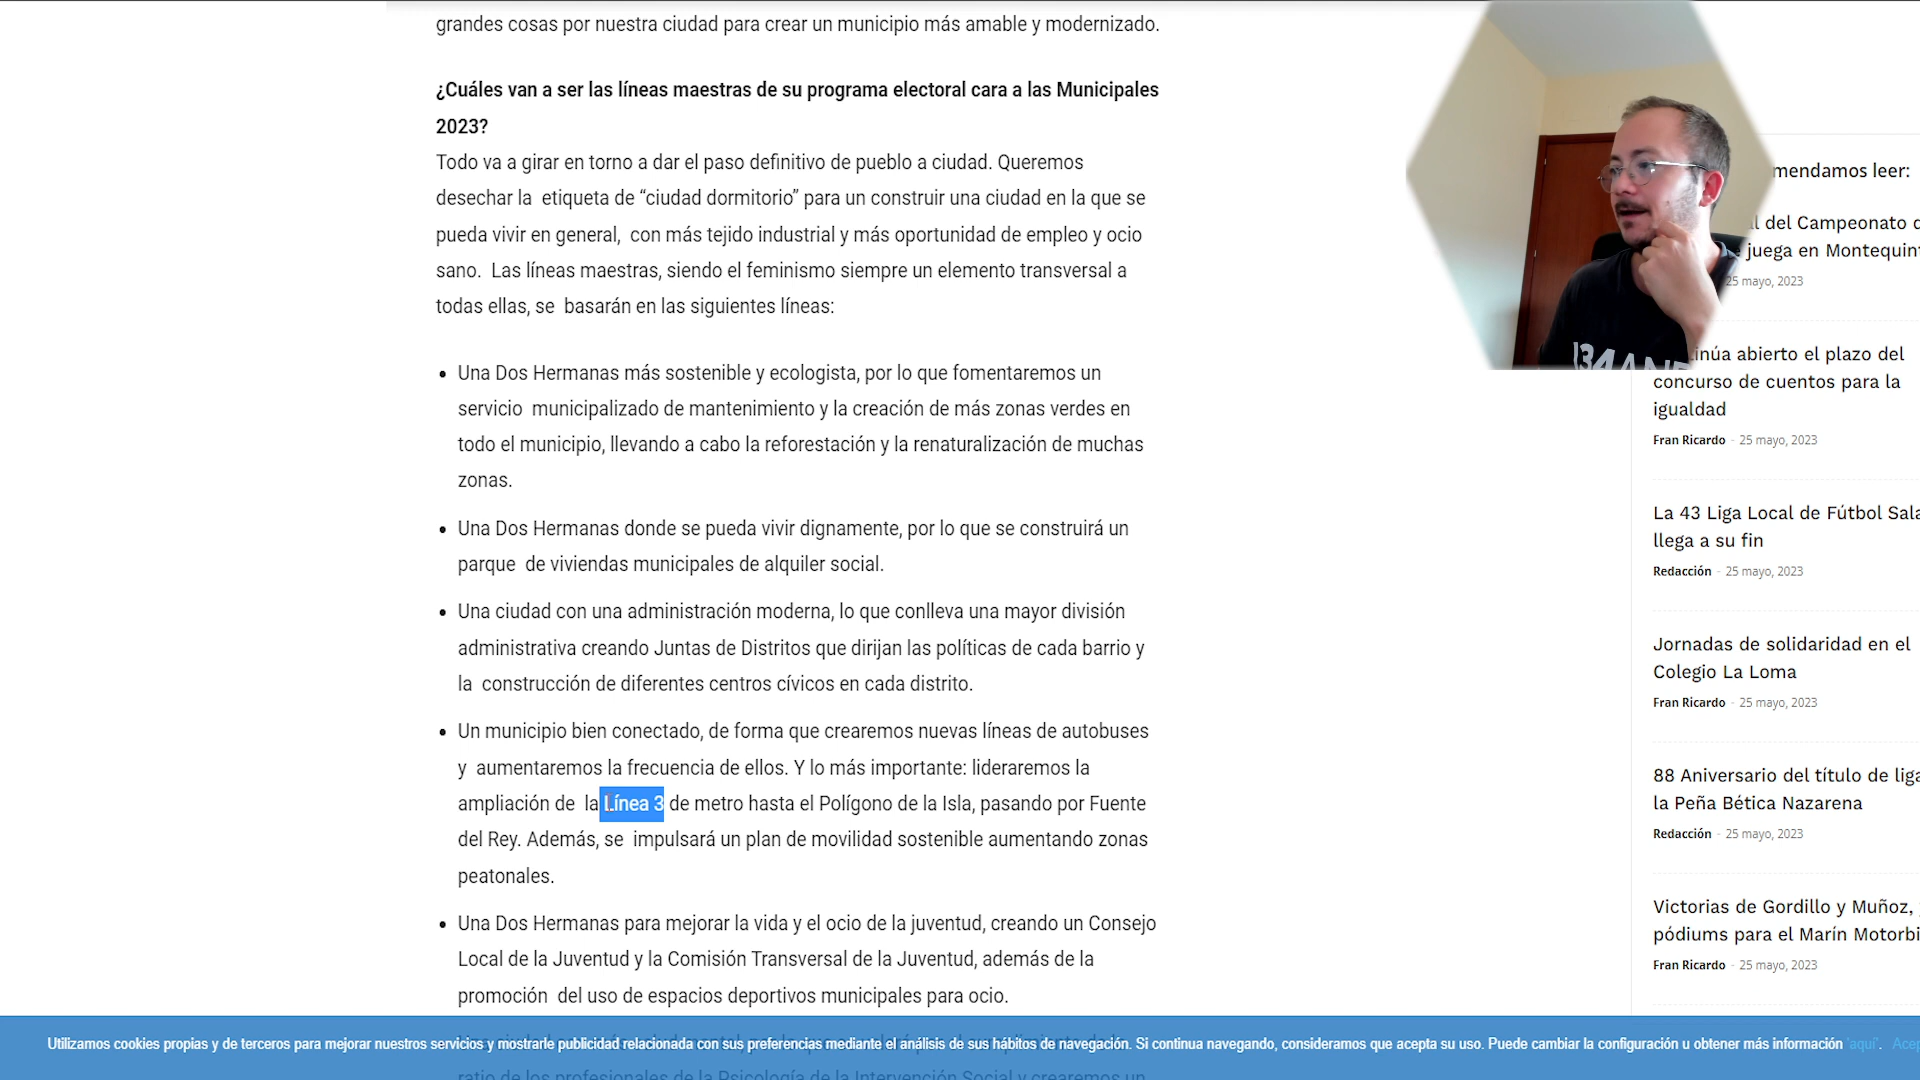 grandes cosas por nuestra ciudad para crear un municipio más amable y modernizado.
¿Cuáles van a ser las líneas maestras de su programa electoral cara a las Municipales
2023?
Todo va a girar en torno a dar el paso definitivo de pueblo a ciudad. Queremos
desechar la etiqueta de “ciudad dormitorio” para un construir una ciudad en la que se
pueda vivir en general, con más tejido industrial y más oportunidad de empleo y ocio
sano. Las líneas maestras, siendo el feminismo siempre un elemento transversal a
todas ellas, se basarán en las siguientes líneas:
Una Dos Hermanas más sostenible y ecologista, por lo que fomentaremos un
servicio municipalizado de mantenimiento y la creación de más zonas verdes en
todo el municipio, llevando a cabo la reforestación y la renaturalización de muchas
zonas.
Una Dos Hermanas donde se pueda vivir dignamente, por lo que se construirá un
parque de viviendas municipales de alquiler social.
Una ciudad con una administración moderna, lo que conlleva una mayor división
administrativa creando Juntas de Distritos que dirijan las políticas de cada barrio y
la construcción de diferentes centros cívicos en cada distrito.
Un municipio bien conectado, de forma que crearemos nuevas líneas de autobuses
y aumentaremos la frecuencia de ellos. Y lo más importante: lideraremos la
ampliación de la Línea 3 de metro hasta el Polígono de la Isla, pasando por Fuente
del Rey. Además, se impulsará un plan de movilidad sostenible aumentando zonas
peatonales.
Una Dos Hermanas para mejorar la vida y el ocio de la juventud, creando un Consejo
Local de la Juventud y la Comisión Transversal de la Juventud, además de la
promoción del uso de espacios deportivos municipales para ocio.
ratio de los profesionales de la Psicología de la Intervención Social y crearemos un
mendamos leer:
del Campeonato
juega en Montequin
25 mayo, 2023
inúa abierto el plazo del
concurso de cuentos para la
igualdad
Fran Ricardo - 25 mayo, 2023
La 43 Liga Local de Fútbol Sala
llega a su fin
Redacción - 25 mayo, 2023
Jornadas de solidaridad en el
Colegio La Loma
Fran Ricardo - 25 mayo, 2023
88 Aniversario del título de liga
la Peña Bética Nazarena
Redacción - 25 mayo, 2023
Victorias de Gordillo y Muñoz,
pódiums para el Marín Motorbi
Fran Ricardo - 25 mayo, 2023
Utilizamos cookies propias y de terceros para mejorar nuestros servicios y mostrarle publicidad relacionada con sus preferencias mediante el análisis de sus hábitos de navegación. Si continua navegando, consideramos que acepta su uso. Puede cambiar la configuración u obtener más información 'aquí'. Acep